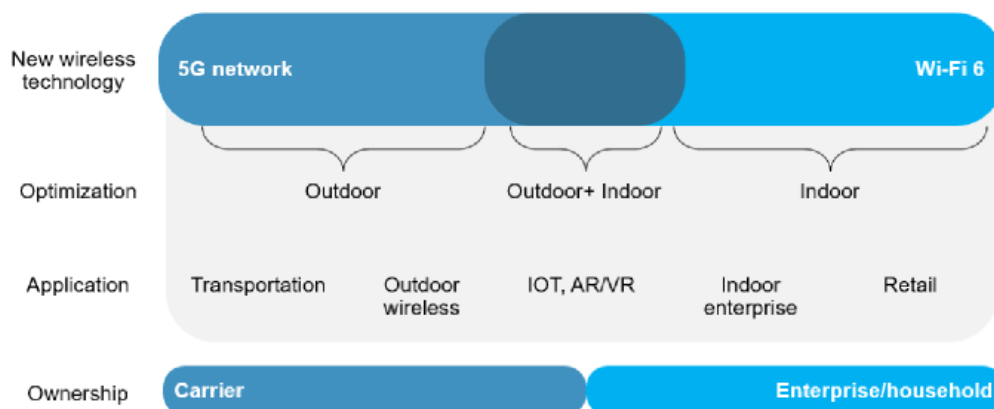 New wireless
technology
5G network
Wi-Fi 6
Optimization
Outdoor
Outdoor+ Indoor
Indoor
Application
Transportation
Outdoor
wireless
IOT, AR/VR
Indoor
enterprise
Retail
Ownership
Carrier
Enterprise/household